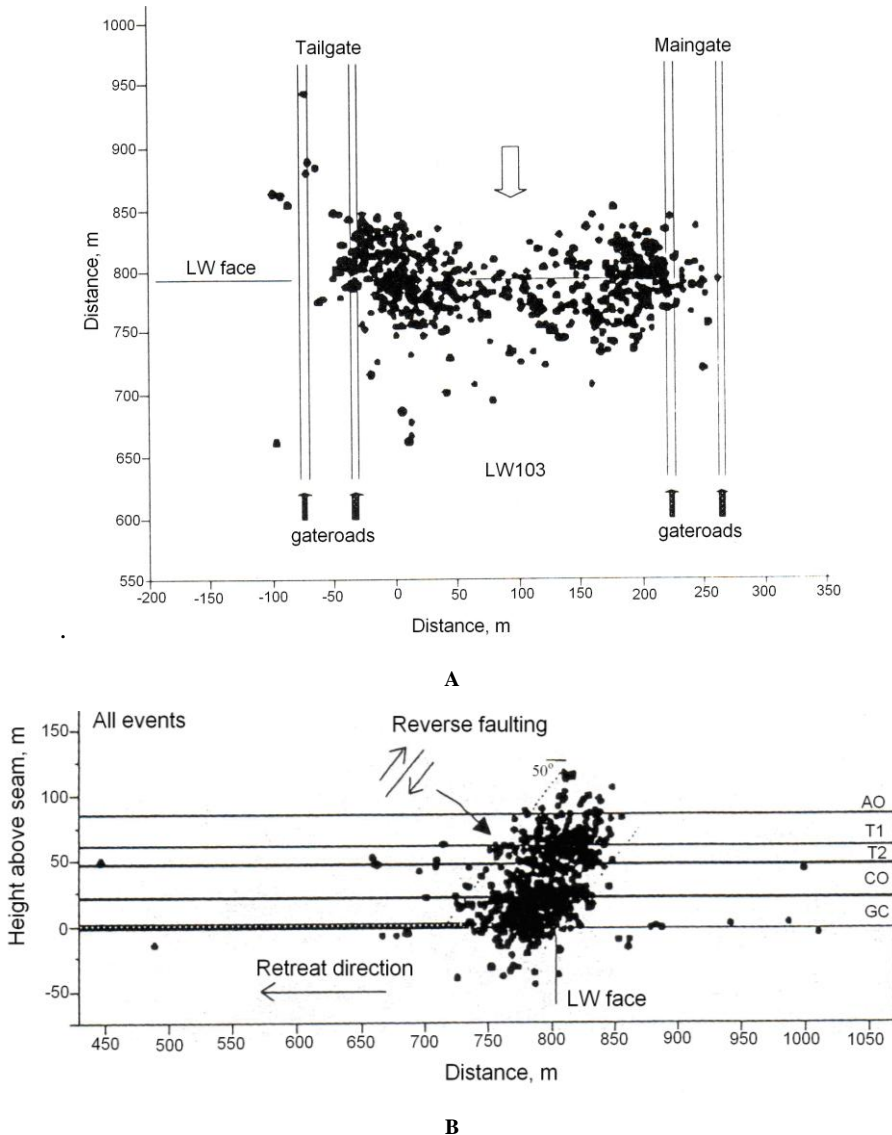 1000
950
900
850
800
750
700
650
600
550
Distance, m
Tailgate
Maingate
LW face
LW103
gateroads
gateroads
-200 -150 -100 -50 0 50 100 150 200 250 300 350
Distance, m
.
A
All events
Reverse faulting
50°
150
100
50
0
-50
Height above seam, m
AO
T1
T2
CO
GC
Retreat direction
LW face
450 500 550 600 650 700 750 800 850 900 950 1000 1050
Distance, m
B